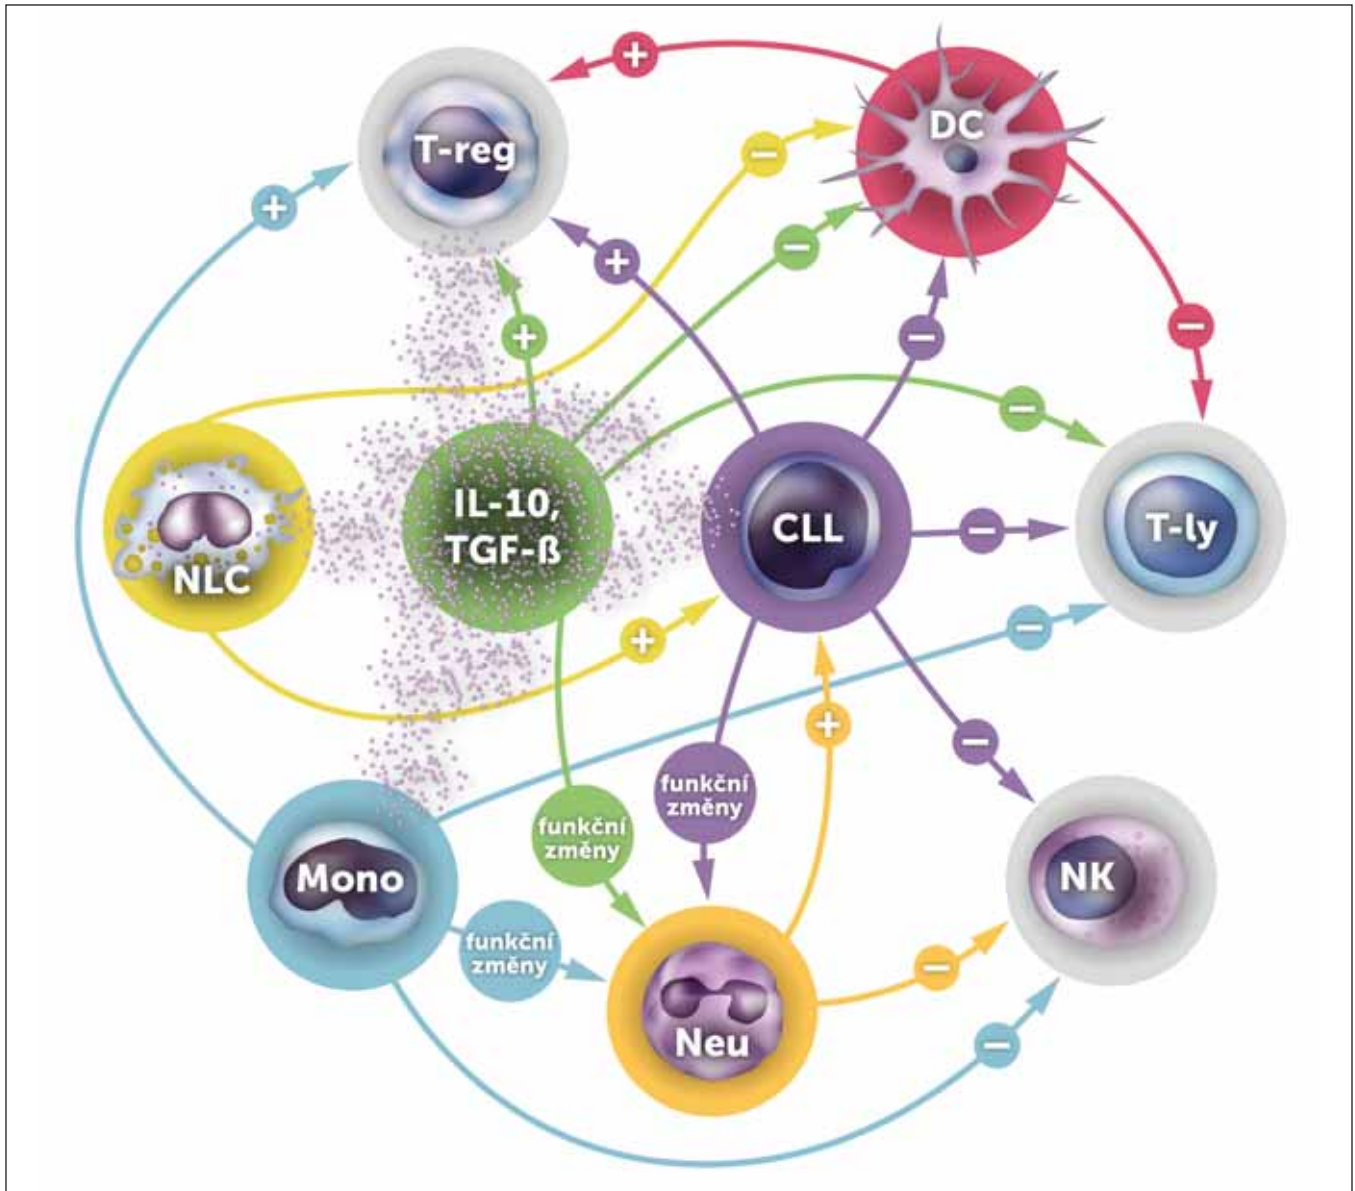 T-reg
DC
+
+
−
−
+
−
+
−
−
IL-10,
TGF-ß
CLL
T-ly
−
NLC
−
+
+
−
funkční
změny
funkční
změny
Mono
NK
funkční
změny
−
Neu
−